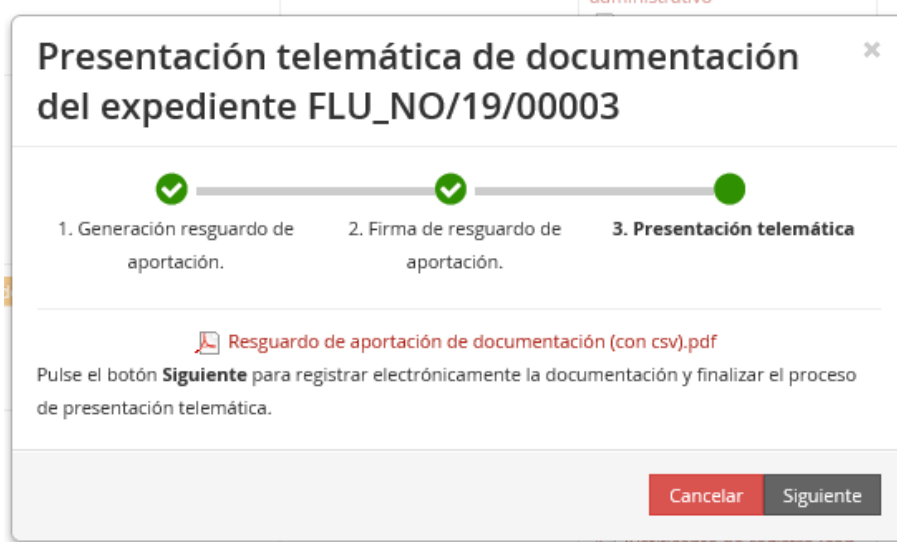 administrativo
Presentación telemática de documentación
del expediente FLU_NO/19/00003
×
1. Generación resguardo de
aportación.
2. Firma de resguardo de
aportación.
3. Presentación telemática
Resguardo de aportación de documentación (con csv).pdf
Pulse el botón Siguiente para registrar electrónicamente la documentación y finalizar el proceso
de presentación telemática.
Cancelar
Siguiente